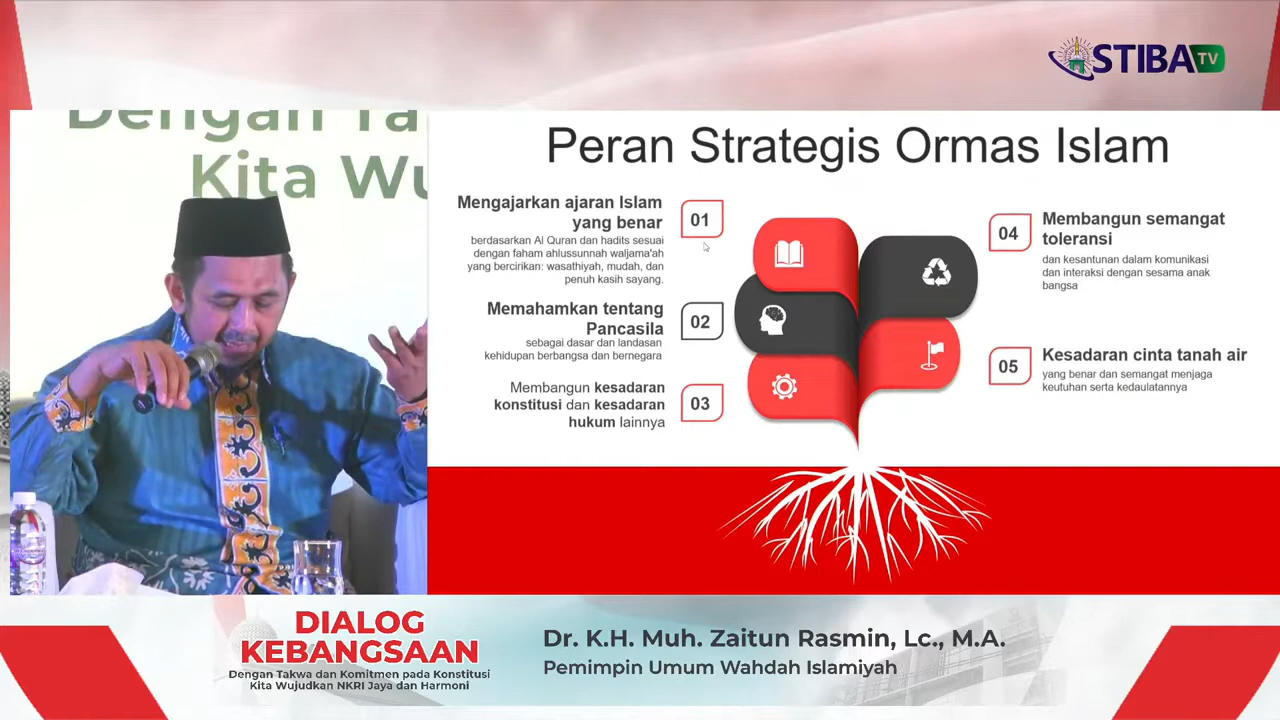 STIBA TV
Dengan Ta
Kita Wu
Peran Strategis Ormas Islam
Mengajarkan ajaran Islam
yang benar
berdasarkan Al Quran dan hadits sesuai
dengan faham ahlussunnah waljama'ah
yang bercirikan: wasathiyah, mudah, dan
penuh kasih sayang.
01
Memahamkan tentang
Pancasila
sebagai dasar dan landasan
kehidupan berbangsa dan bernegara
02
Membangun kesadaran
konstitusi dan kesadaran
hukum lainnya
03
04
Membangun semangat
toleransi
dan kesantunan dalam komunikasi
dan interaksi dengan sesama anak
bangsa
05
Kesadaran cinta tanah air
yang benar dan semangat menjaga
keutuhan serta kedaulatannya
DIALOG
KEBANGSAAN
Dengan Takwa dan Komitmen pada Konstitusi
Kita Wujudkan NKRI Jaya dan Harmoni
Dr. K.H. Muh. Zaitun Rasmin, Lc., M.A.
Pemimpin Umum Wahdah Islamiyah